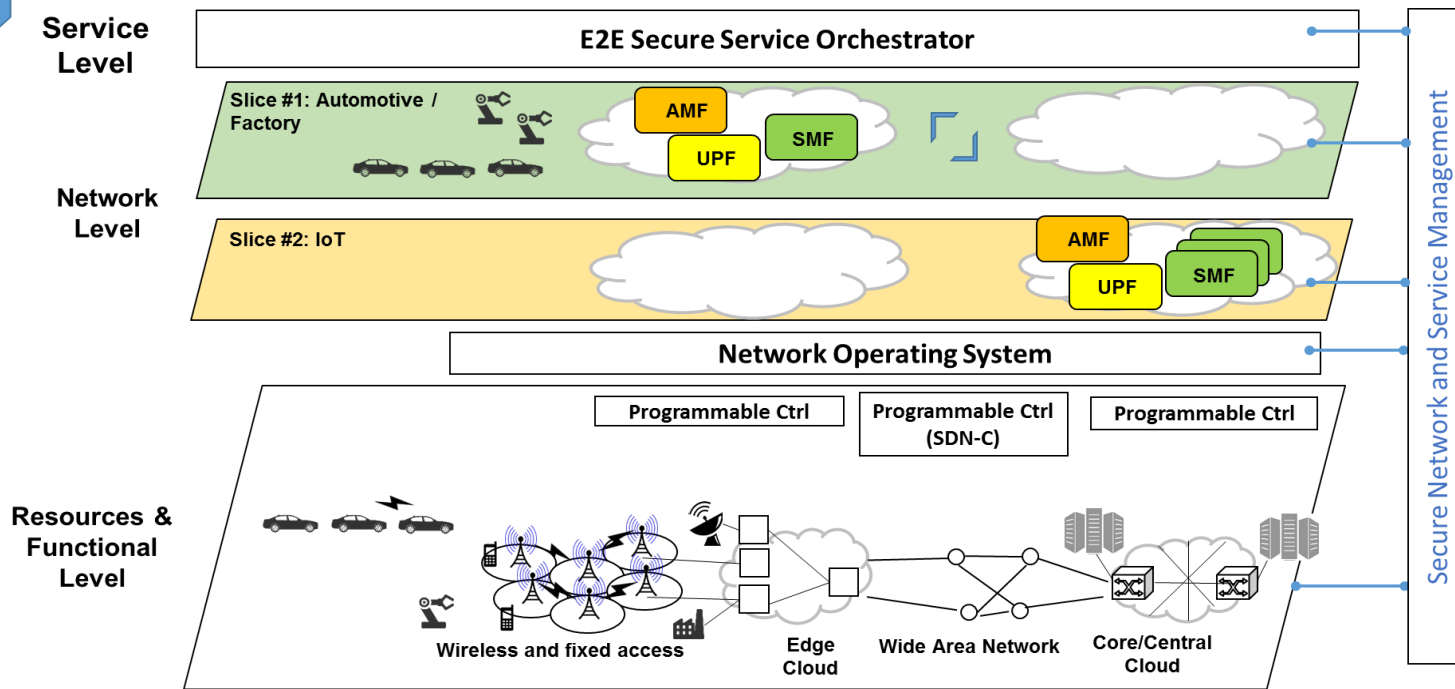 Service
Level
E2E Secure Service Orchestrator
Slice #1: Automotive /
Factory
AMF
UPF
SMF
Network
Level
Slice #2: IoT
AMF
UPF
SMF
Network Operating System
Programmable Ctrl
Programmable Ctrl
(SDN-C)
Programmable Ctrl
Resources &
Functional
Level
Wireless and fixed access
Edge
Cloud
Wide Area Network
Core/Central
Cloud
Secure Network and Service Management